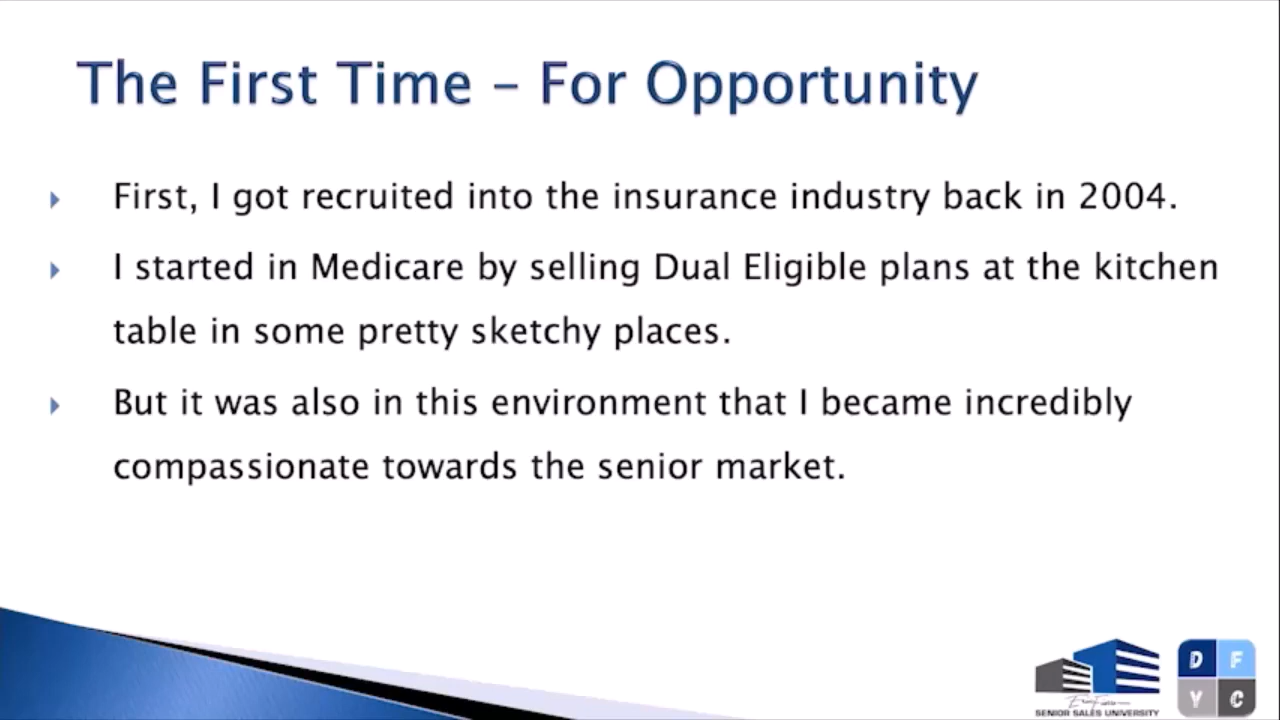 The First Time – For Opportunity
First, I got recruited into the insurance industry back in 2004.
I started in Medicare by selling Dual Eligible plans at the kitchen
table in some pretty sketchy places.
But it was also in this environment that I became incredibly
compassionate towards the senior market.
SENIOR SALES UNIVERSITY
D F
Y C